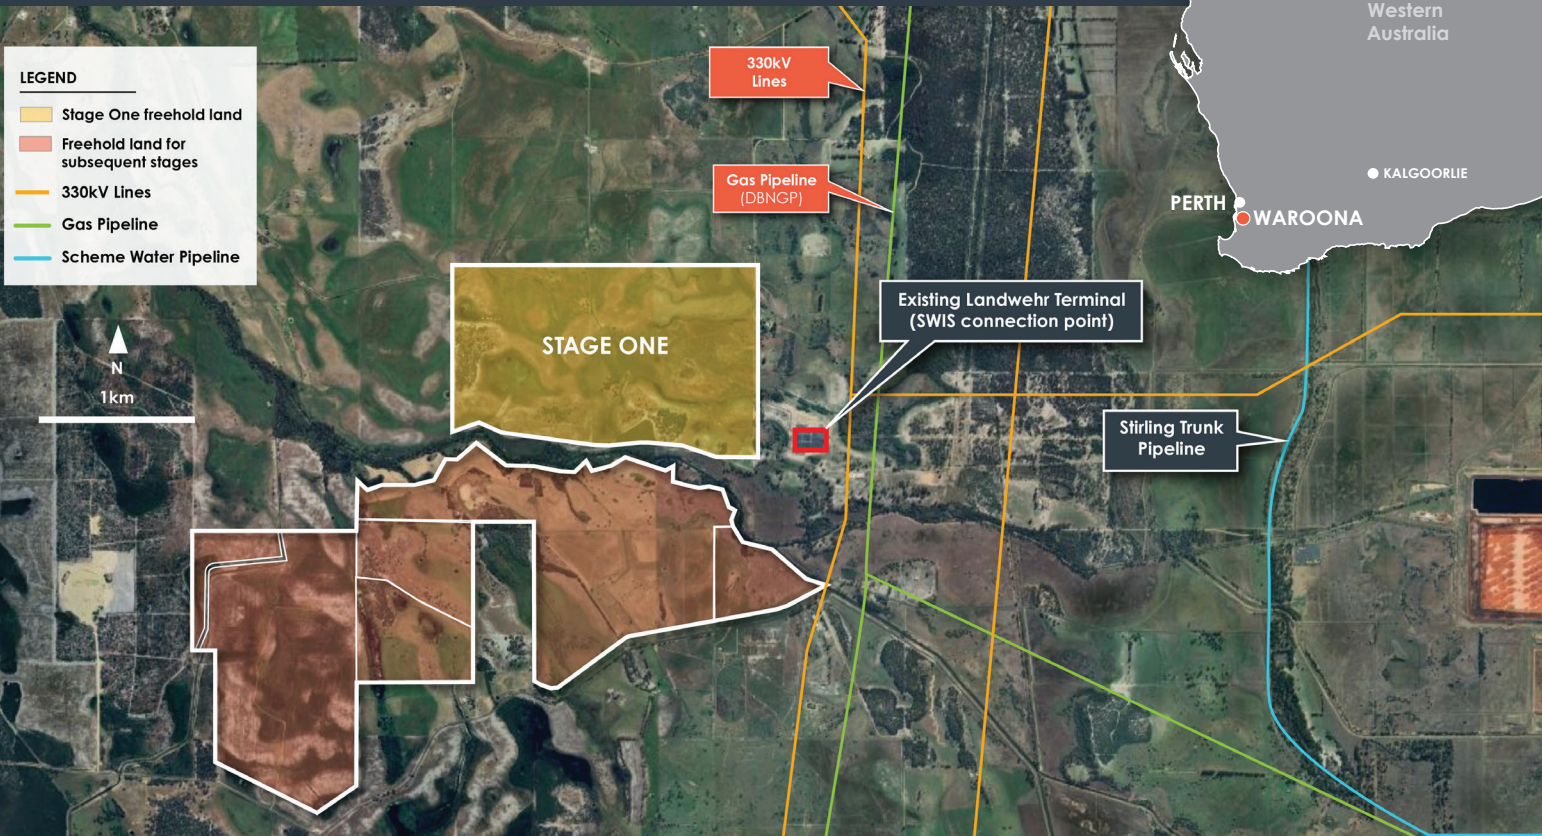 Western
Australia
330kV
Lines
LEGEND
Stage One freehold land
Freehold land for
subsequent stages
330kV Lines
Gas Pipeline
Scheme Water Pipeline
Gas Pipeline
(DBNGP)
KALGOORLIE
PERTH
WAROONA
Existing Landwehr Terminal
(SWIS connection point)
STAGE ONE
N
1km
Stirling Trunk
Pipeline